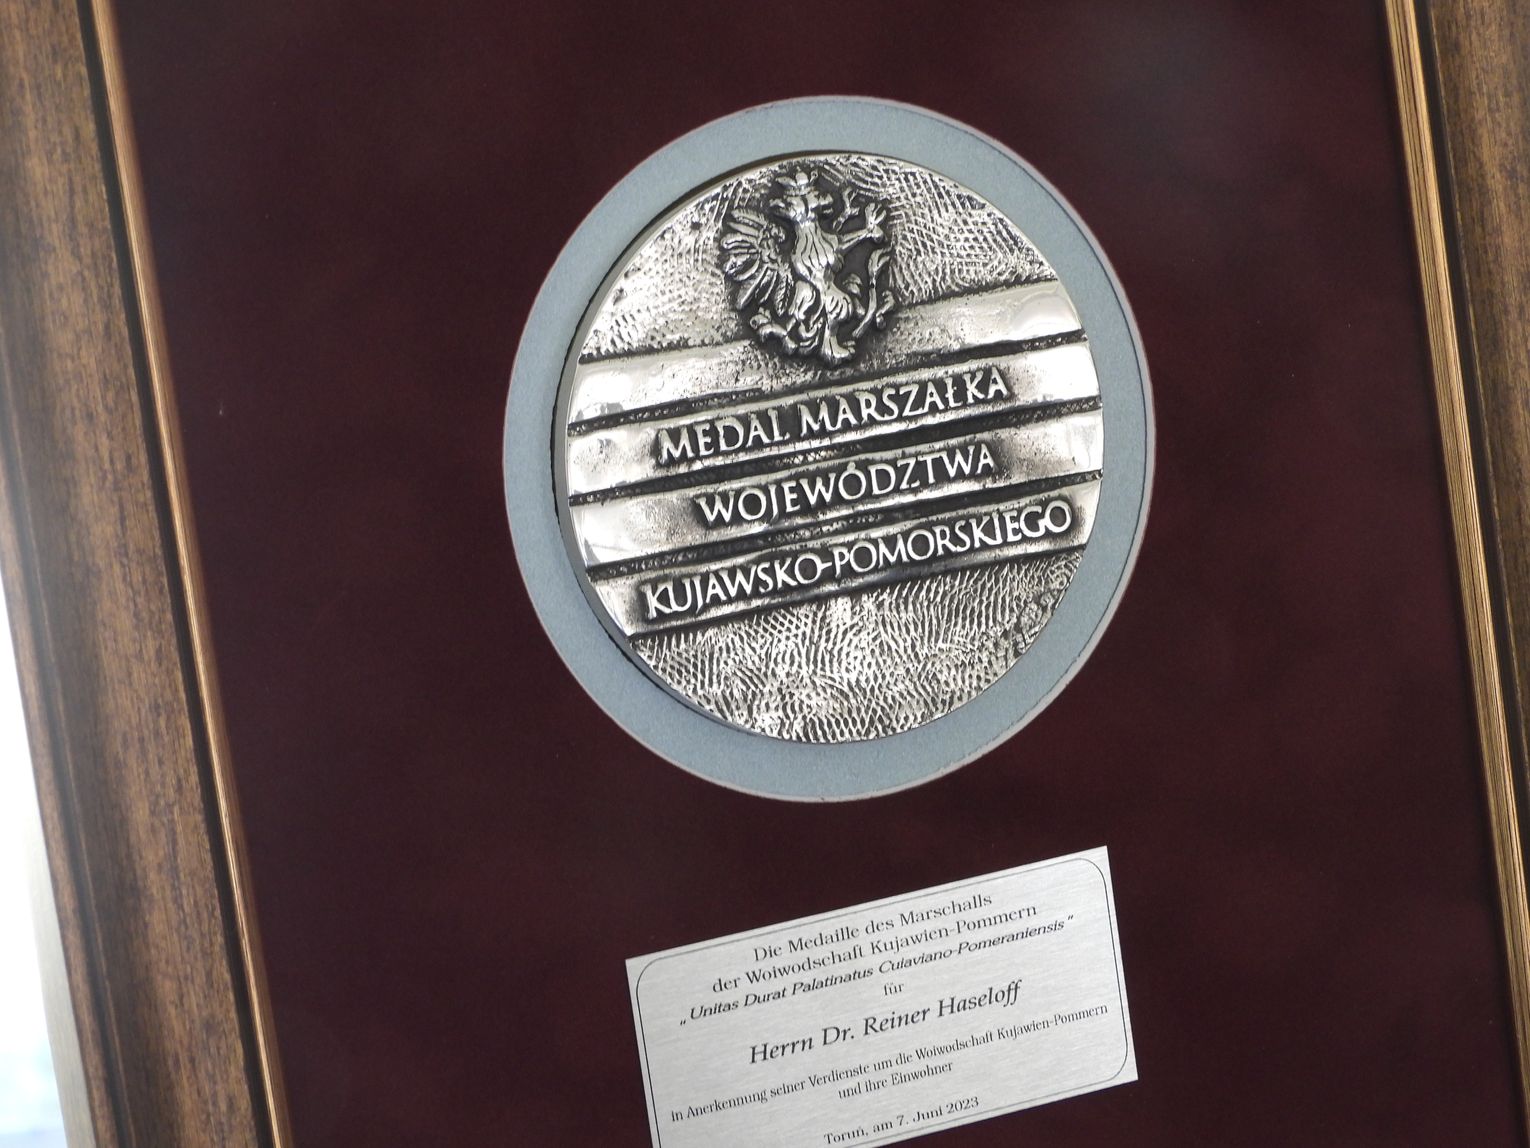 MEDAL MARSZAŁKA
WOJEWÓDZTWA
KUJAWSKO-POMORSKIEGO
Die Medaille des Marschalls
der Woiwodschaft Kujawien-Pommern
„Unitas Durat Palatinatus Cuiaviano-Pomeraniensis"
für
Herrn Dr. Reiner Haseloff
in Anerkennung seiner Verdienste um die Woiwodschaft Kujawien-Pommern
und ihre Einwohner
Toruń, am 7. Juni 2023